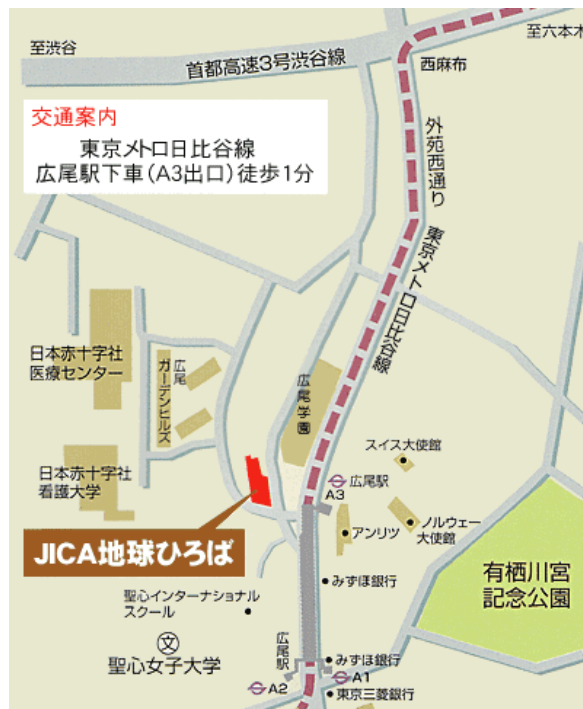 至渋谷
至六本木
首都高速3号渋谷線
西麻布
交通案内
東京メトロ日比谷線
広尾駅下車(A3出口)徒歩1分
外苑西通り
東京メトロ日比谷線
日本赤十字社
医療センター
広尾
ガーデンヒルズ
広尾学園
スイス大使館
広尾駅
A3
日本赤十字社
看護大学
アンリツ
ノルウェー
大使館
JICA地球ひろば
有栖川宮
記念公園
みずほ銀行
聖心インターナショナル
スクール
文
聖心女子大学
広尾駅
みずほ銀行
A1
A2
東京三菱銀行